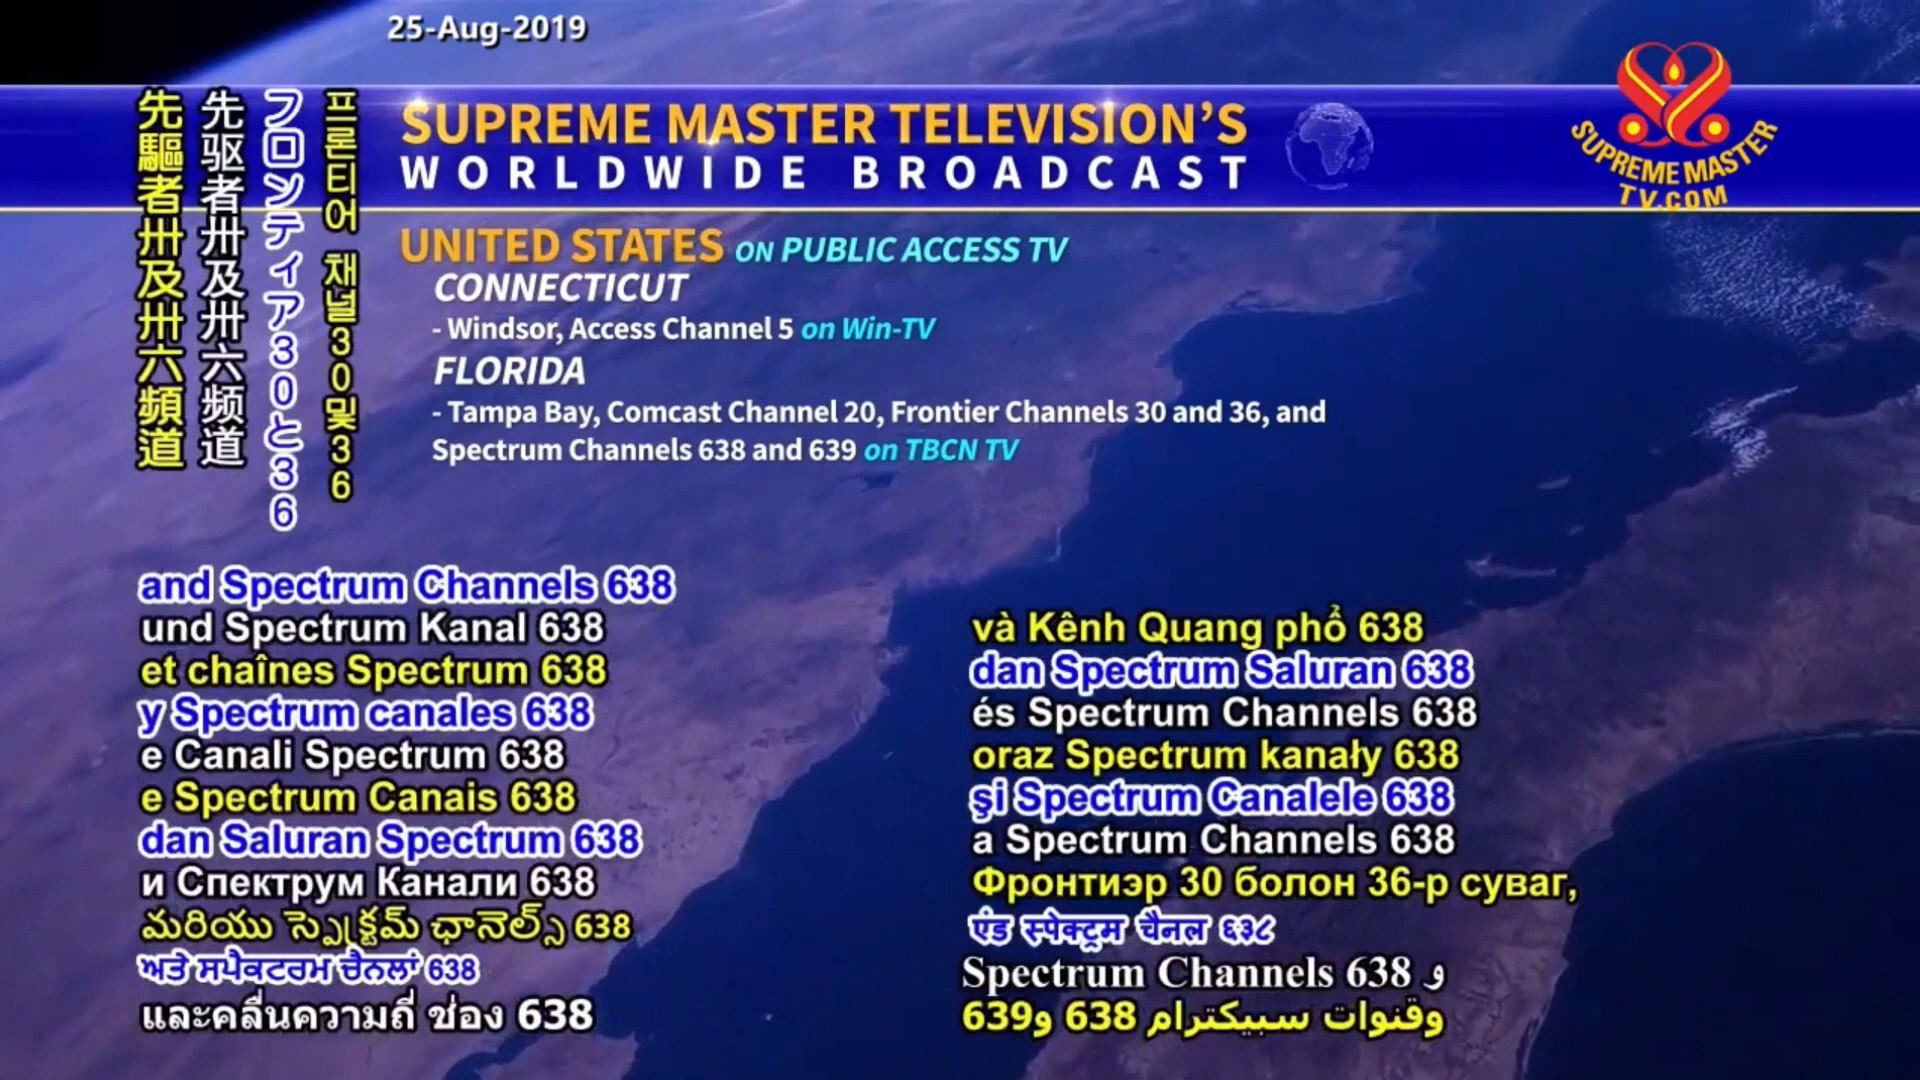 25-Aug-2019
SUPREME MASTER TELEVISION'S
WORLDWIDE BROADCAST
SUPREME MASTER
TV.COM
UNITED STATES ON PUBLIC ACCESS TV
CONNECTICUT
- Windsor, Access Channel 5 on Win-TV
FLORIDA
- Tampa Bay, Comcast Channel 20, Frontier Channels 30 and 36, and
Spectrum Channels 638 and 639 on TBCN TV
프론티어 채널30및36
フロンティア30と36
先驱者卅及卅六频道
先驅者卅及卅六頻道
and Spectrum Channels 638
und Spectrum Kanal 638
et chaînes Spectrum 638
y Spectrum canales 638
e Canali Spectrum 638
e Spectrum Canais 638
dan Saluran Spectrum 638
и Спектрум Канали 638
మరియు స్పెక్ట్రమ్ ఛానెల్స్ 638
ਅਤੇ ਸਪੈਕਟਰਮ ਚੈਨਲਾਂ 638
และคลื่นความถี่ ช่อง 638
và Kênh Quang phổ 638
dan Spectrum Saluran 638
és Spectrum Channels 638
oraz Spectrum kanały 638
şi Spectrum Canalele 638
a Spectrum Channels 638
Фронтиэр 30 болон 36-р суваг,
एंड स्पेक्ट्रम चैनल ६३८
و Spectrum Channels 638
وقنوات سبيكترام 638 و639